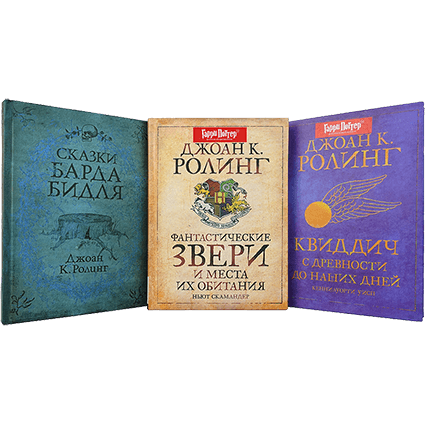 СКАЗКИ
БАРДА
БИДЛЯ
Джоан
К. Ролинг
Гарри Поттер
ДЖОАН К.
РОЛИНГ
ФАНТАСТИЧЕСКИЕ
ЗВЕРИ
И МЕСТА
ИХ ОБИТАНИЯ
НЬЮТ САЛАМАНДЕР
Гарри Поттер
ДЖОАН К.
РОЛИНГ
КВИДДИЧ
С ДРЕВНОСТИ
ДО НАШИХ ДНЕЙ